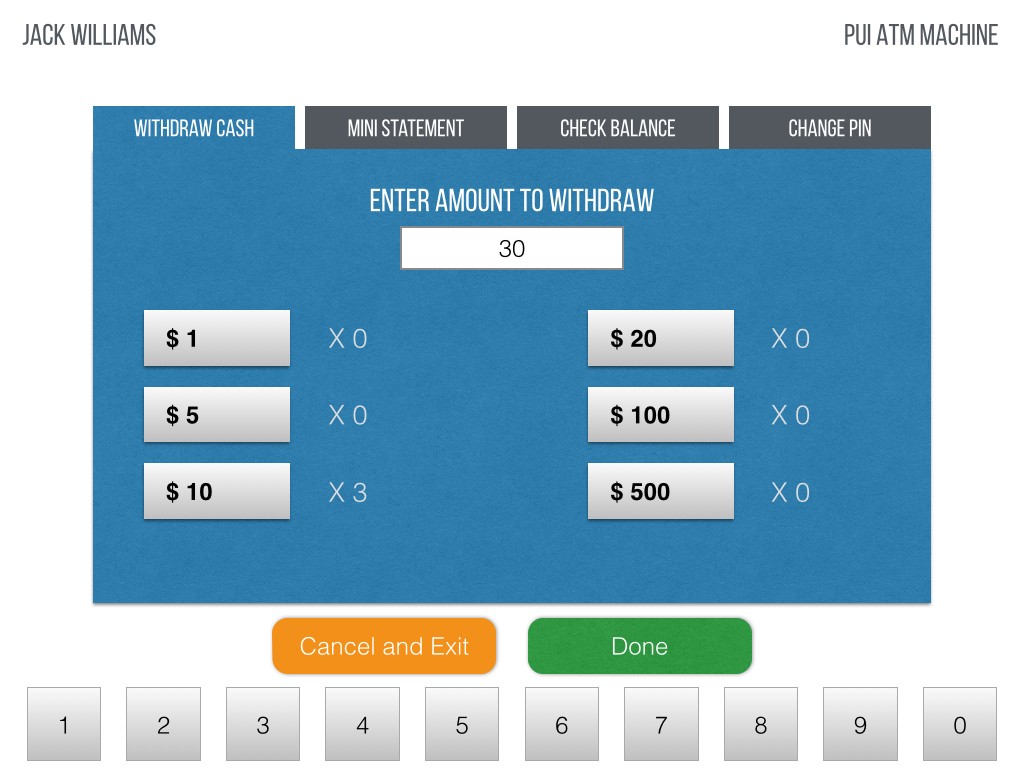 JACK WILLIAMS
PUI ATM MACHINE
WITHDRAW CASH
MINI STATEMENT
CHECK BALANCE
CHANGE PIN
ENTER AMOUNT TO WITHDRAW
30
$ 1 X 0
$ 20 X 0
$ 5 X 0
$ 100 X 0
$ 10 X 3
$ 500 X 0
Cancel and Exit
Done
1 2 3 4 5 6 7 8 9 0